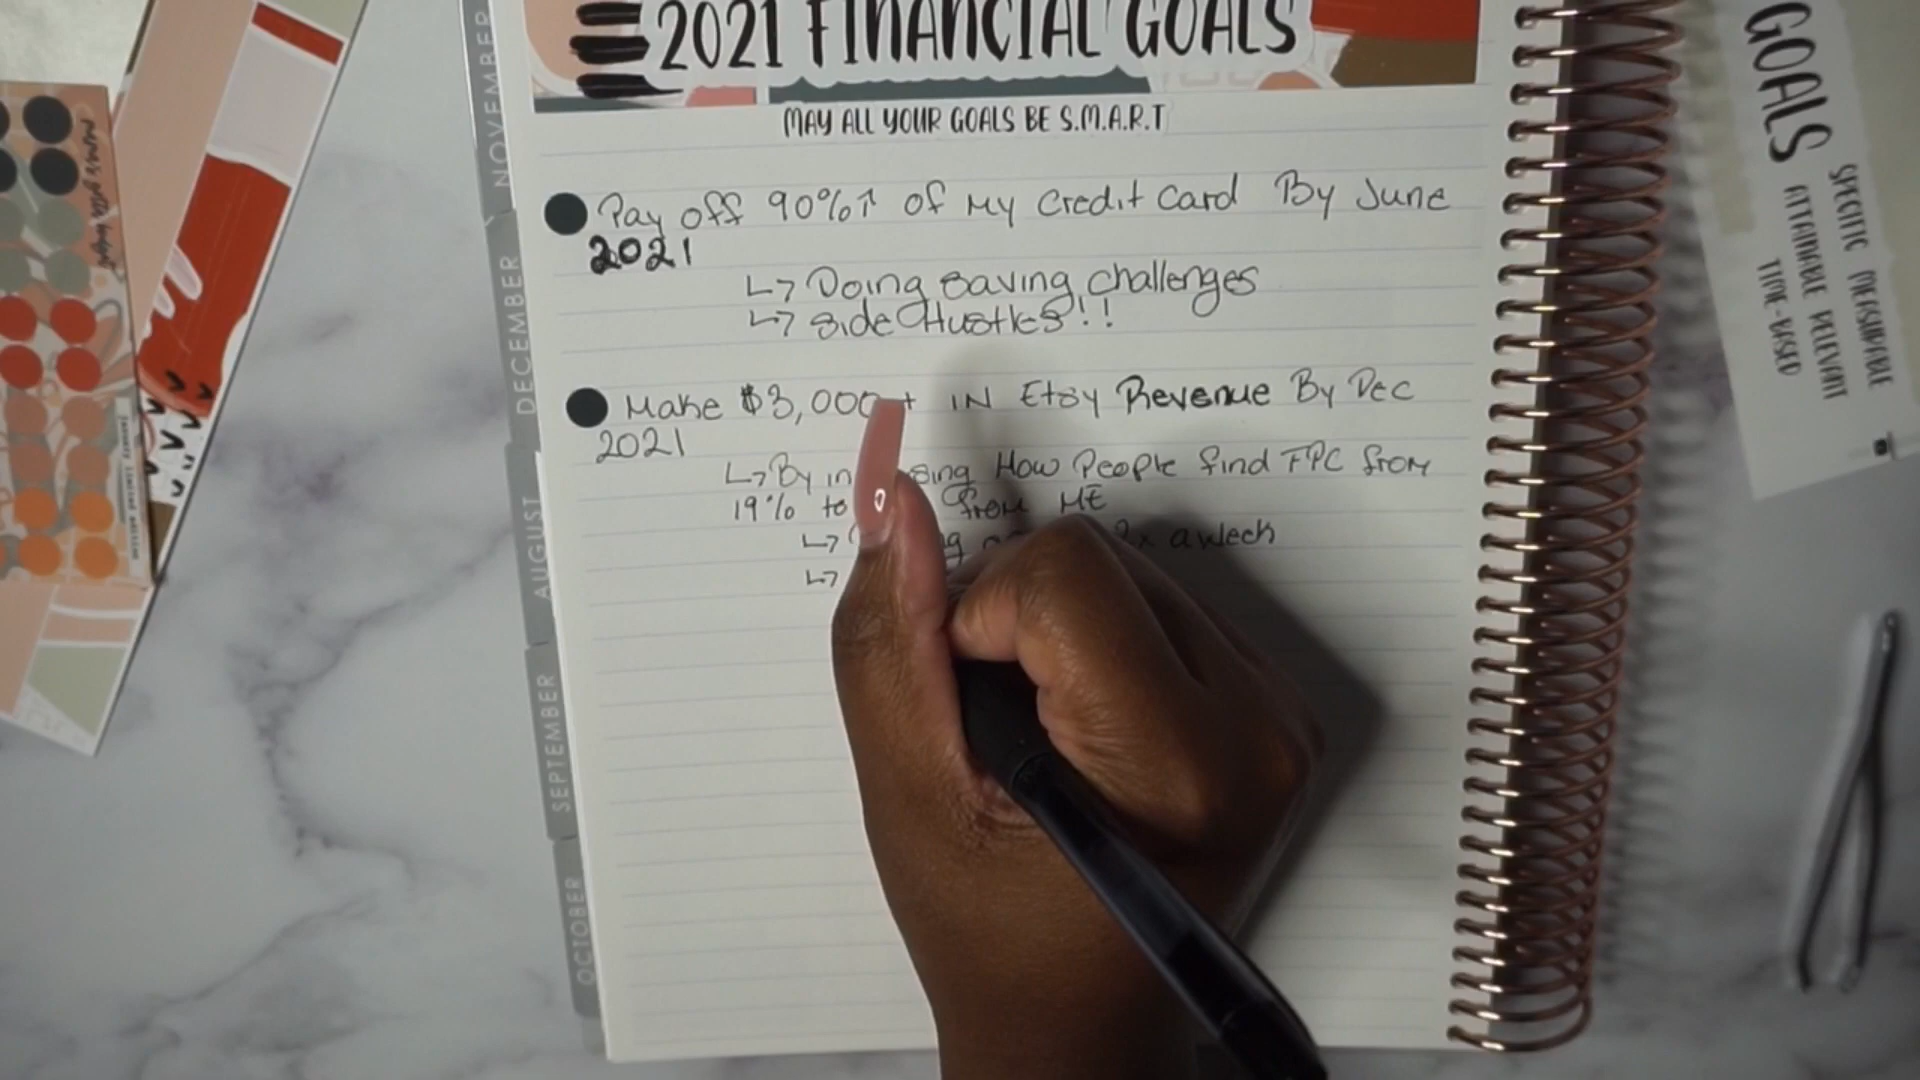 2021 FINANCIAL GOALS
MAY ALL YOUR GOALS BE S.M.A.R.T
Pay off 90%↑ of My Credit Card By June
2021
↳ Doing saving challenges
↳ side Hustles!!
Make $3,000+ IN Etsy Revenue By Dec
2021
↳ By How People find FPC from
19% to from ME
↳ 2x a week
↳
NOVEMBER
DECEMBER
AUGUST
SEPTEMBER
OCTOBER
GOALS
SPECIFIC MEASURABLE
ATTAINABLE RELEVANT
TIME-BASED